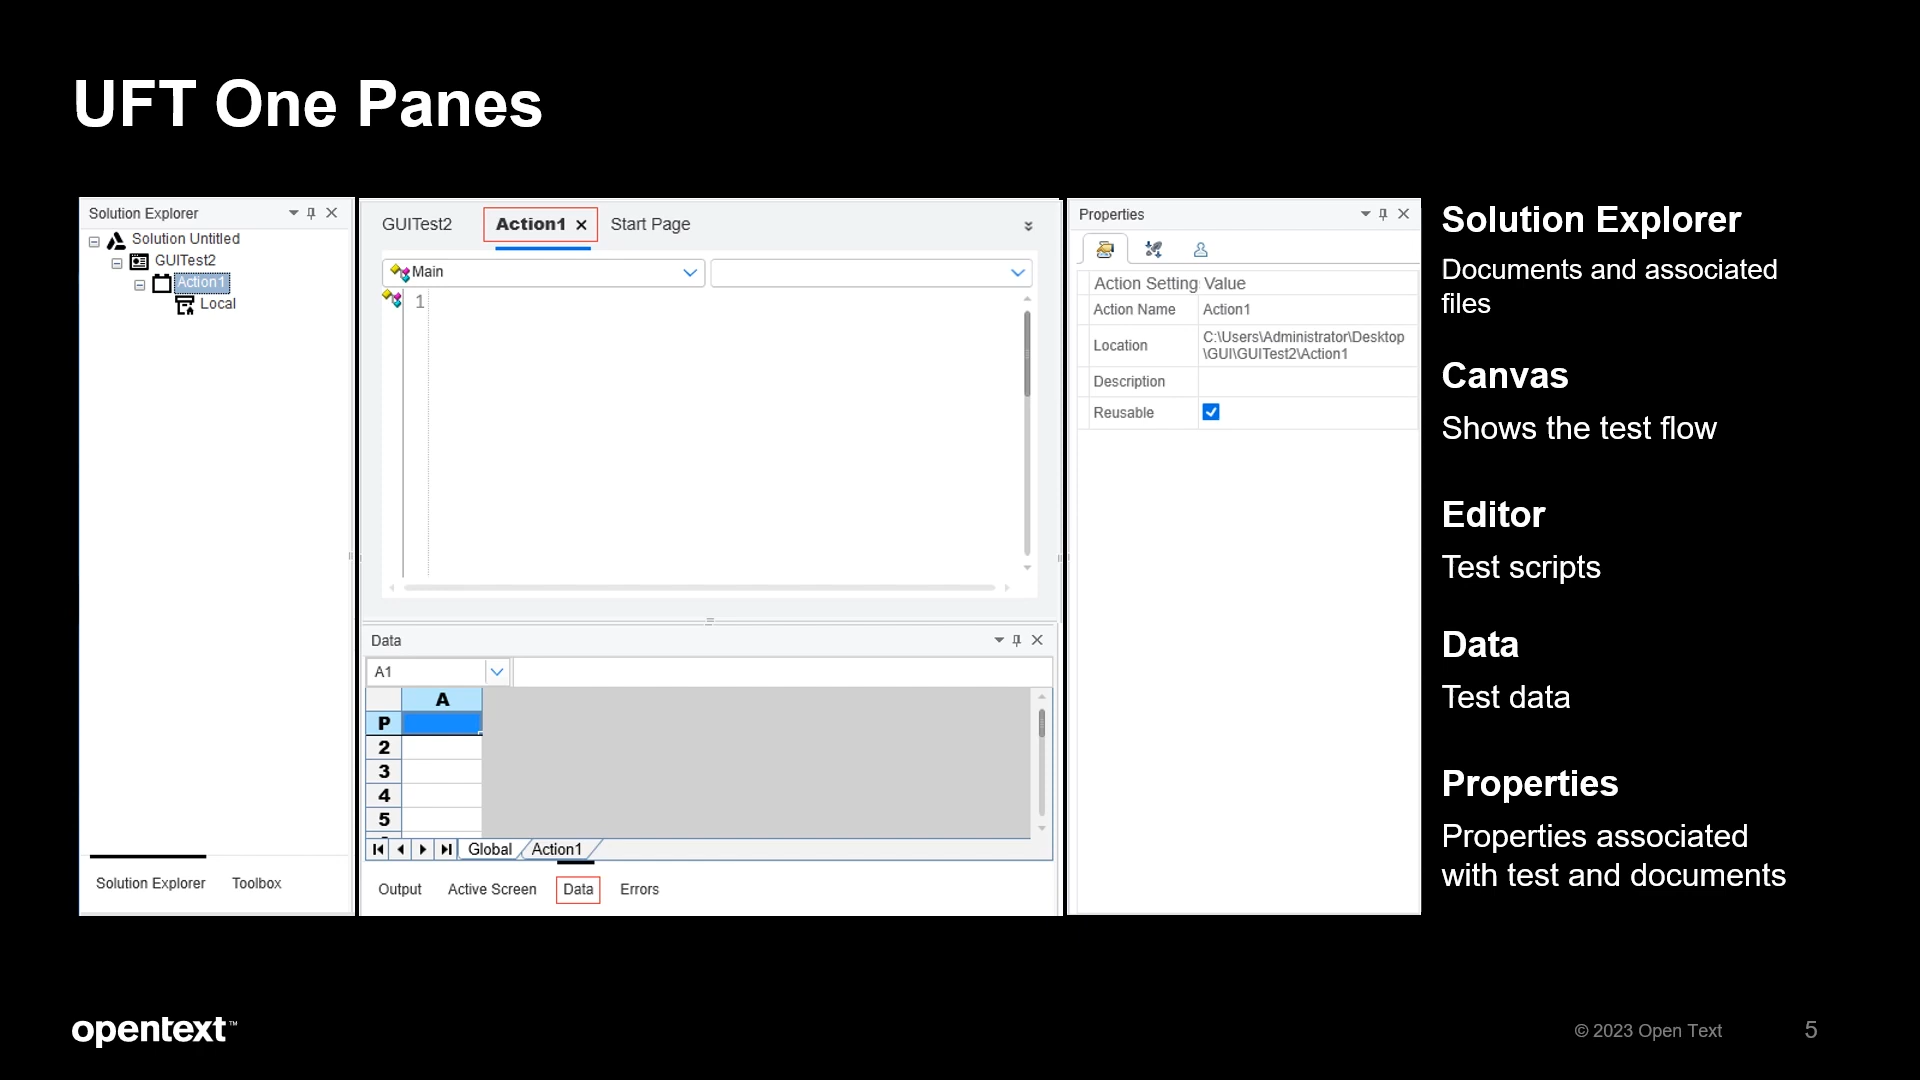 UFT One Panes
Solution Explorer
Solution Untitled
GUITest2
Action1
Local
Solution Explorer Toolbox
GUITest2 Action1 Start Page
Main
1
Data
A1
A
P
2
3
4
5
Global Action1
Output Active Screen Data Errors
Properties
Action Setting Value
Action Name Action1
Location C:\Users\Administrator\Desktop
\GUI\GUITest2\Action1
Description
Reusable
Solution Explorer
Documents and associated
files
Canvas
Shows the test flow
Editor
Test scripts
Data
Test data
Properties
Properties associated
with test and documents
opentext™
© 2023 Open Text 5